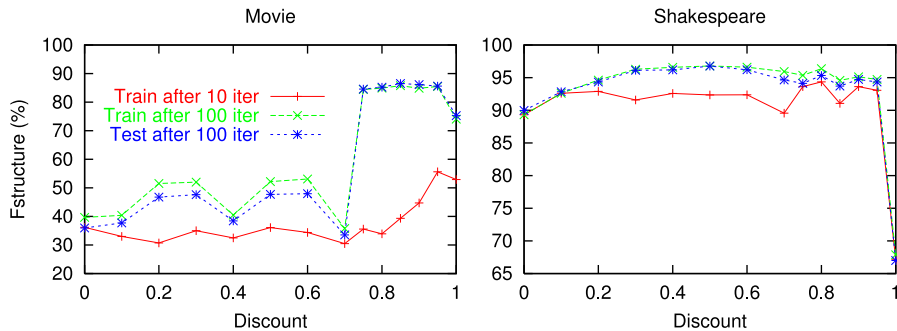 Movie
100
90
80
70
60
50
40
30
20
Fstructure (%)
Train after 10 iter
Train after 100 iter
Test after 100 iter
0 0.2 0.4 0.6 0.8 1
Discount
Shakespeare
100
95
90
85
80
75
70
65
0 0.2 0.4 0.6 0.8 1
Discount